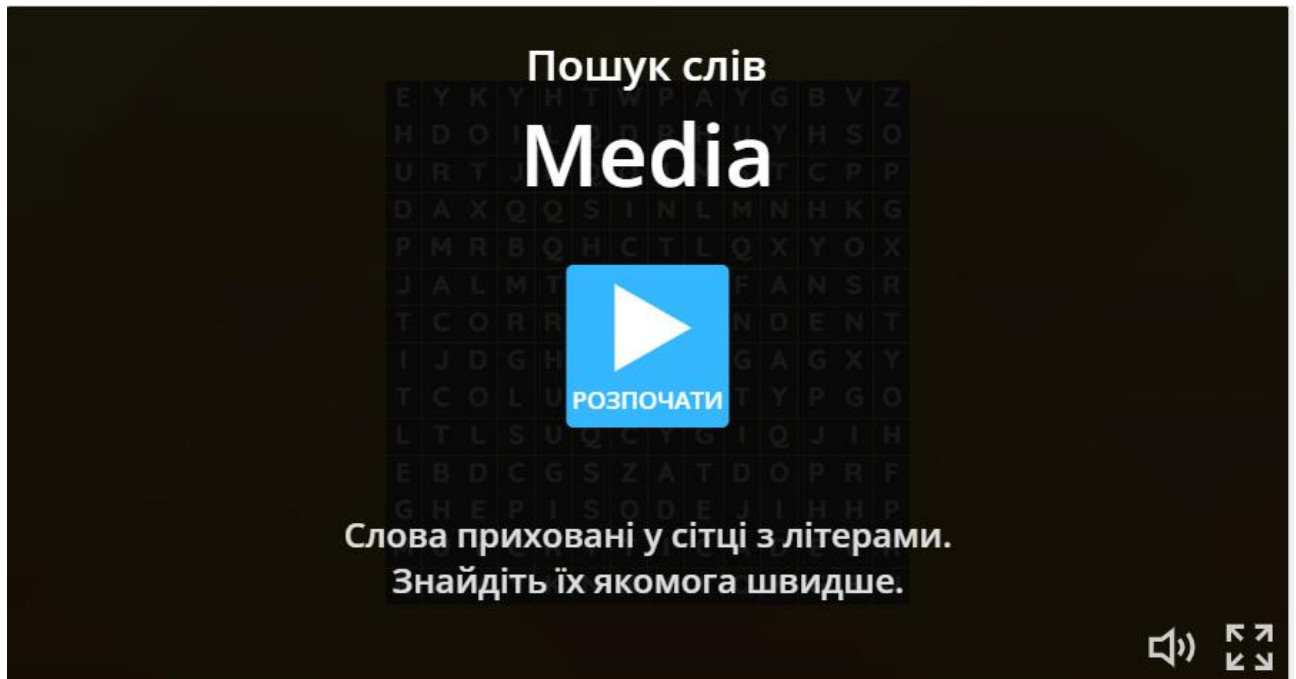 Пошук слів
Media
РОЗПОЧАТИ
Слова приховані у сітці з літерами.
Знайдіть їх якомога швидше.
E Y K Y H T W P A Y G B V Z
H D O Y H S O
U R T T C P P
D A X Q Q S I N L M N H K G
P M R B Q H C T L Q X Y O X
J A L M T F A N S R
T C O R R N D E N T
I J D G H G A G X Y
T C O L U T Y P G O
L T L S U Q C Y G I Q J I H
E B D C G S Z A T D O P R F
G H E P I S O D E J I H H P